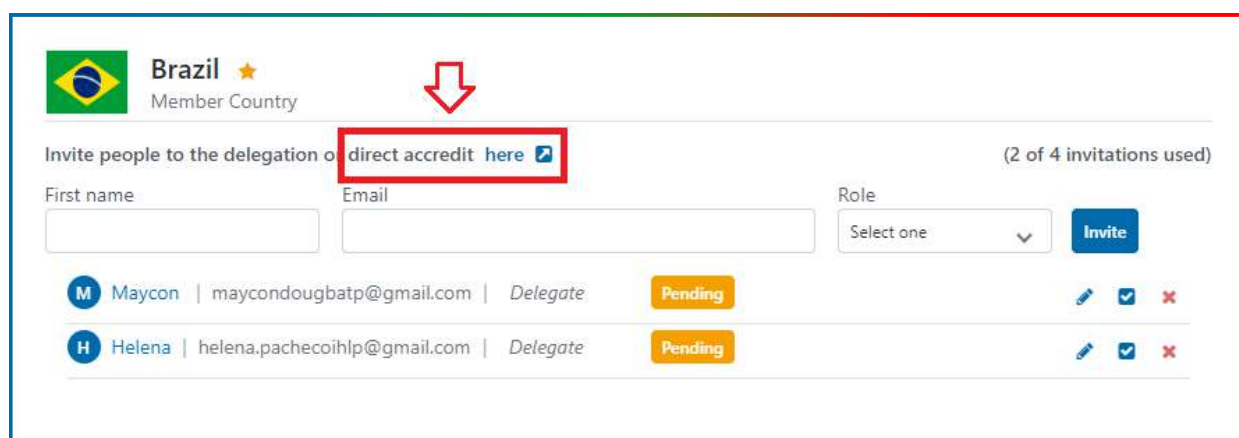 Brazil
Member Country
Invite people to the delegation or direct accredit here (2 of 4 invitations used)
First name Email Role
Select one Invite
M Maycon | maycondougbatp@gmail.com | Delegate Pending
H Helena | helena.pachecoihlp@gmail.com | Delegate Pending